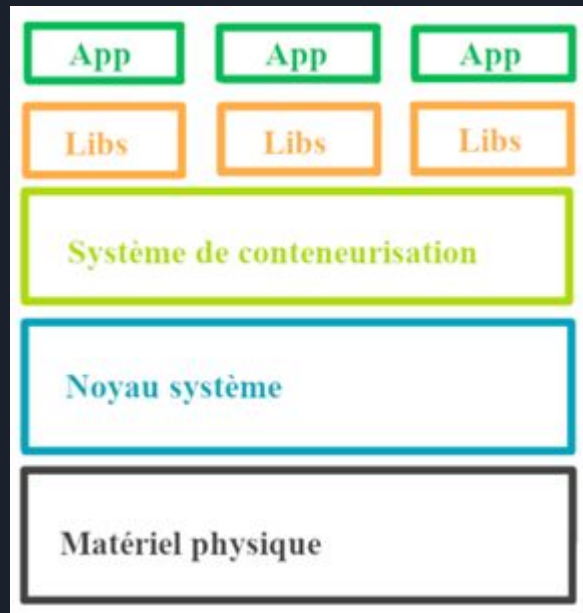 App App App
Libs Libs Libs
Système de conteneurisation
Noyau système
Matériel physique